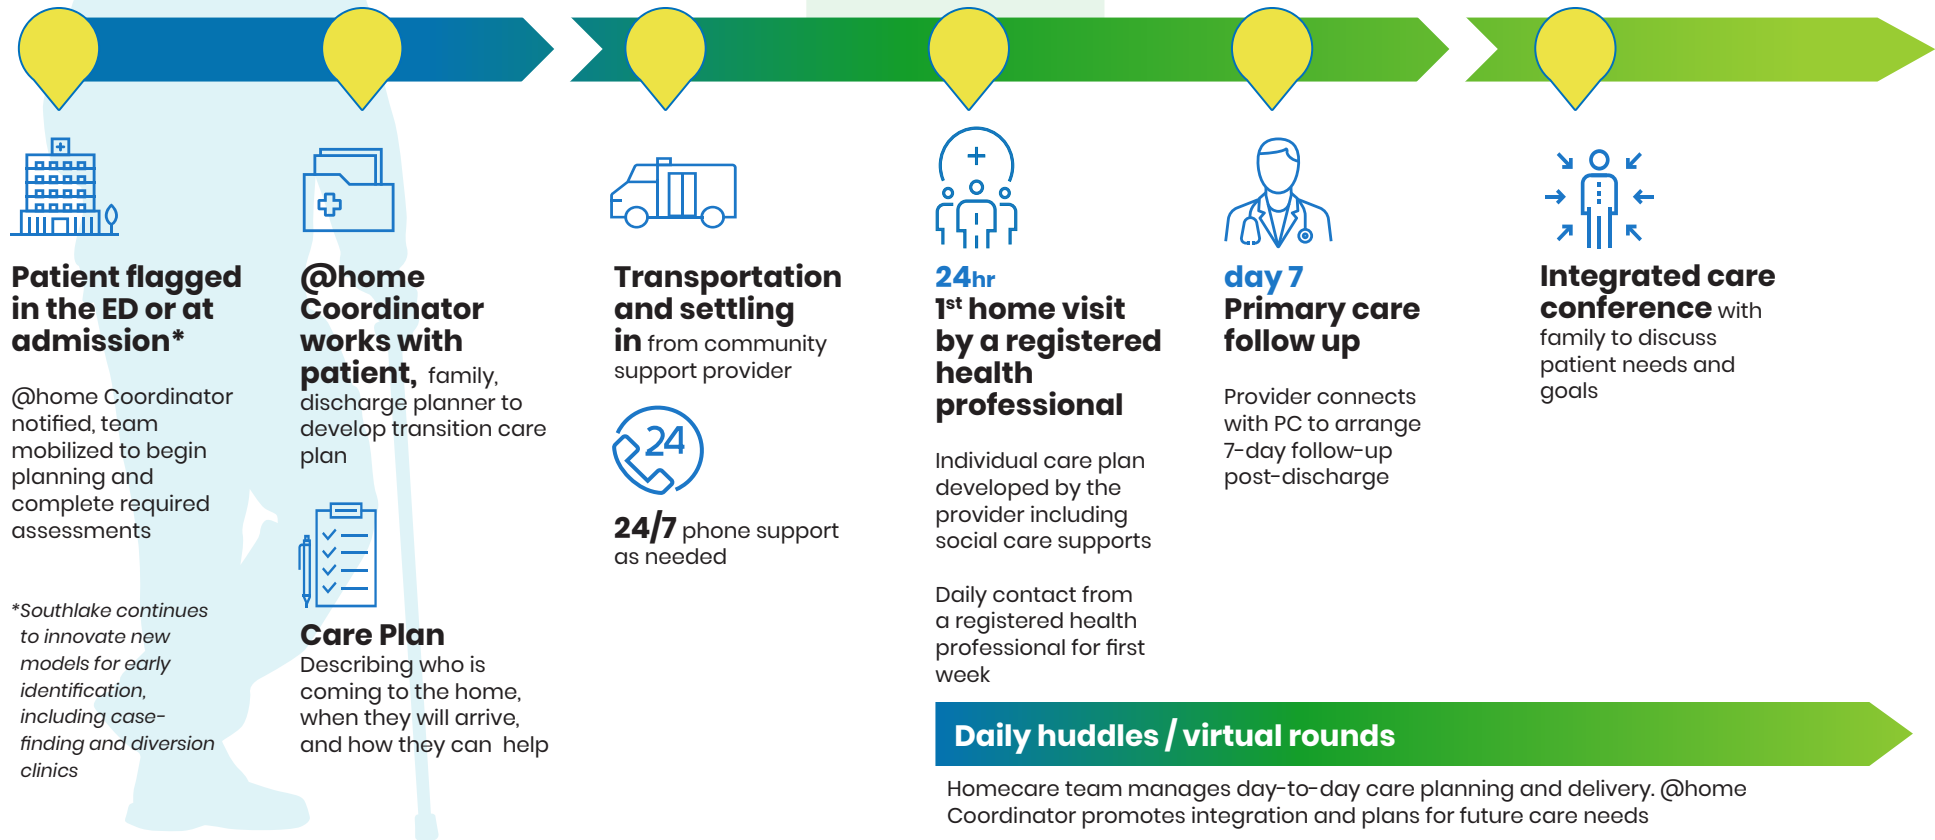 Patient flagged
in the ED or at
admission*
@home Coordinator
notified, team
mobilized to begin
planning and
complete required
assessments
*Southlake continues
to innovate new
models for early
identification,
including case-
finding and diversion
clinics
@home
Coordinator
works with
patient, family,
discharge planner to
develop transition care
plan
Care Plan
Describing who is
coming to the home,
when they will arrive,
and how they can help
Transportation
and settling
in from community
support provider
24
24/7 phone support
as needed
24hr
1st home visit
by a registered
health
professional
Individual care plan
developed by the
provider including
social care supports
Daily contact from
a registered health
professional for first
week
day 7
Primary care
follow up
Provider connects
with PC to arrange
7-day follow-up
post-discharge
Integrated care
conference with
family to discuss
patient needs and
goals
Daily huddles / virtual rounds
Homecare team manages day-to-day care planning and delivery. @home
Coordinator promotes integration and plans for future care needs